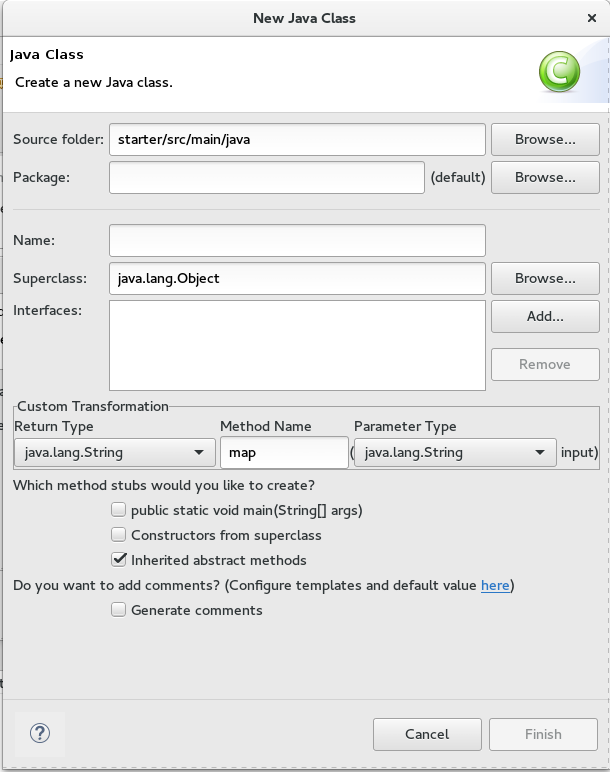 New Java Class
Java Class
Create a new Java class.
Source folder: starter/src/main/java Browse...
Package: (default) Browse...
Name:
Superclass: java.lang.Object Browse...
Interfaces: Add...
Remove
Custom Transformation
Return Type Method Name Parameter Type
java.lang.String map ( java.lang.String input)
Which method stubs would you like to create?
public static void main(String[] args)
Constructors from superclass
Inherited abstract methods
Do you want to add comments? (Configure templates and default value here)
Generate comments
? Cancel Finish